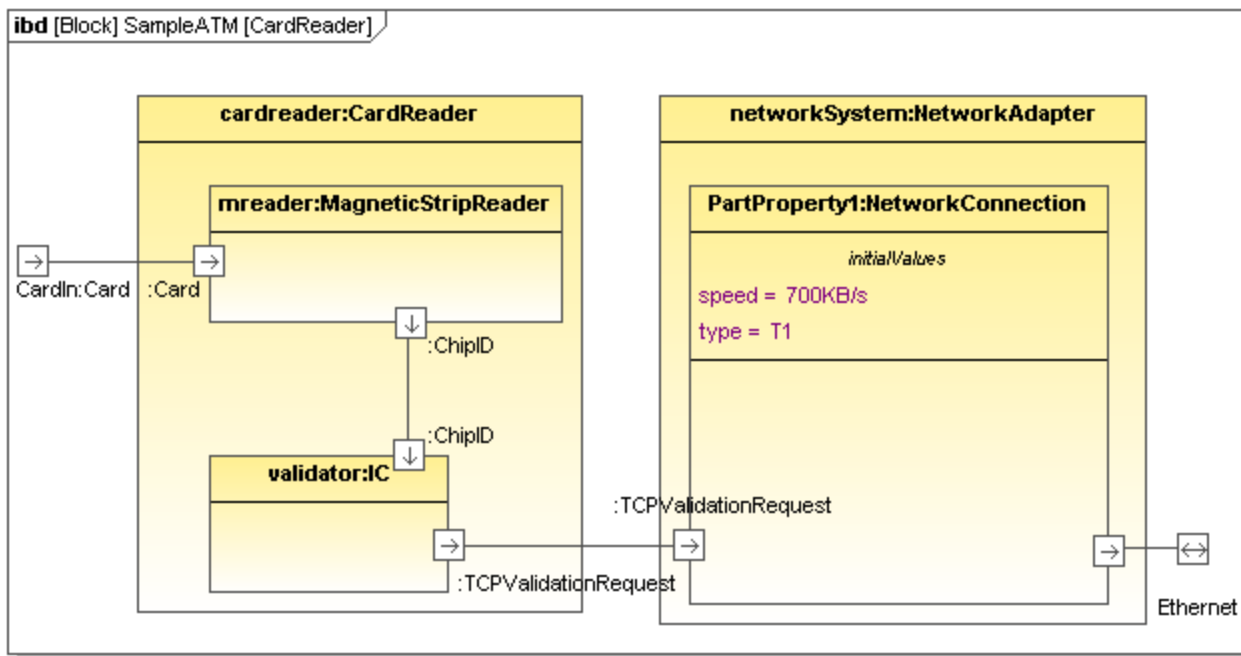 ibd [Block] SampleATM [CardReader]
cardreader:CardReader
networkSystem:NetworkAdapter
mreader:MagneticStripReader
PartProperty1:NetworkConnection
initialValues
CardIn:Card
:Card
speed = 700KB/s
type = T1
:ChipID
:ChipID
validator:IC
:TCPValidationRequest
:TCPValidationRequest
Ethernet